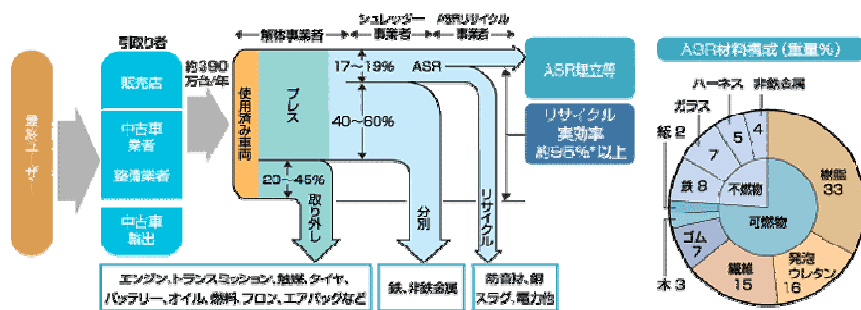 最終ユーザー
引取り者
販売店
中古車
業者
整備業者
中古車
輸出
約390
万台/年
解体事業者
シュレッダー
事業者
ASRリサイクル
事業者
使用済み車両
プレス
17～19%
ASR
40～60%
20～45%
取り外し
分別
リサイクル
ASR埋立等
リサイクル
実効率
約95%*以上
エンジン、トランスミッション、触媒、タイヤ、
バッテリー、オイル、燃料、フロン、エアバッグなど
鉄、非鉄金属
防音材、銅
スラグ、電力他
ASR材料構成（重量%）
ハーネス
非鉄金属
ガラス
紙 2
5
4
7
鉄 8
不燃物
樹脂
33
可燃物
ゴム
7
木 3
繊維
15
発泡
ウレタン
16